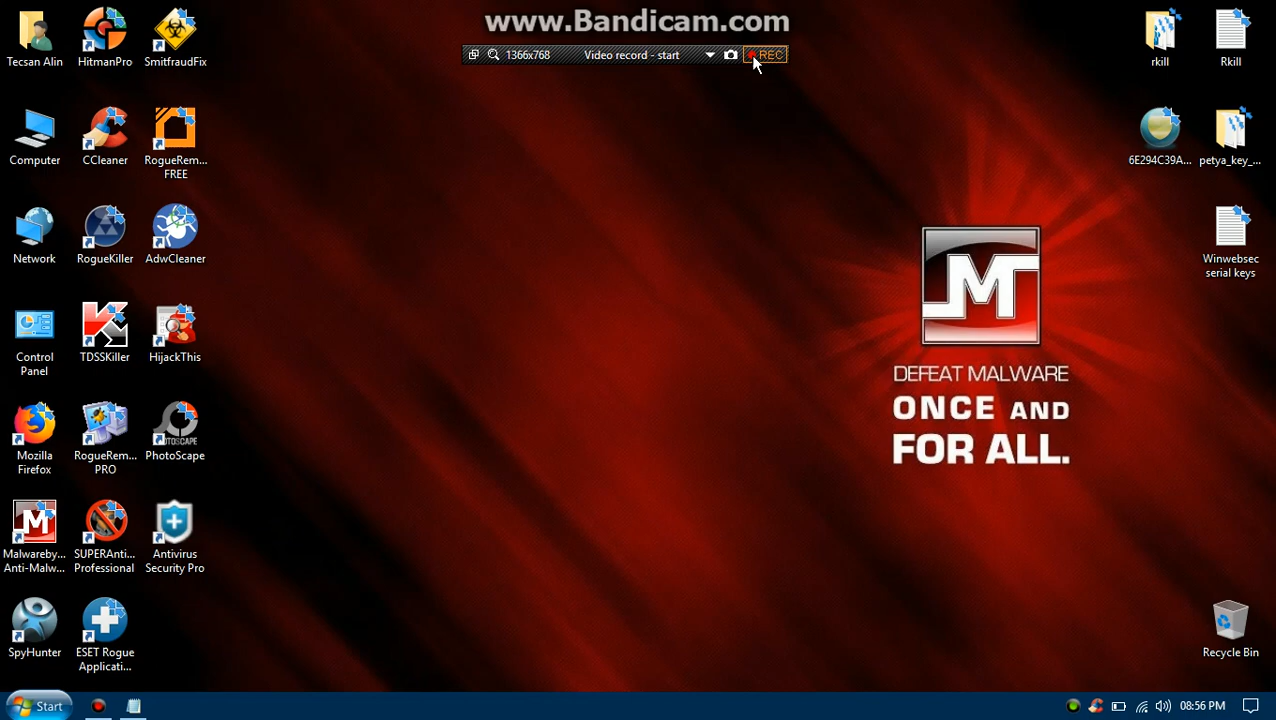 www.Bandicam.com
1366x768
Video record - start
REC
Tecsan Alin
HitmanPro
SmitfraudFix
rkill
Rkill
Computer
CCleaner
RogueRem...
FREE
6E294C39A...
petya_key_...
Network
RogueKiller
AdwCleaner
Winwebsec
serial keys
Control
Panel
TDSSKiller
HijackThis
M
DEFEAT MALWARE
ONCE AND
FOR ALL.
Mozilla
Firefox
RogueRem...
PRO
PHOTOSCAPE
PhotoScape
Malwareby...
Anti-Malw...
SUPERAnti...
Professional
Antivirus
Security Pro
SpyHunter
ESET Rogue
Applicati...
Recycle Bin
Start
08:56 PM